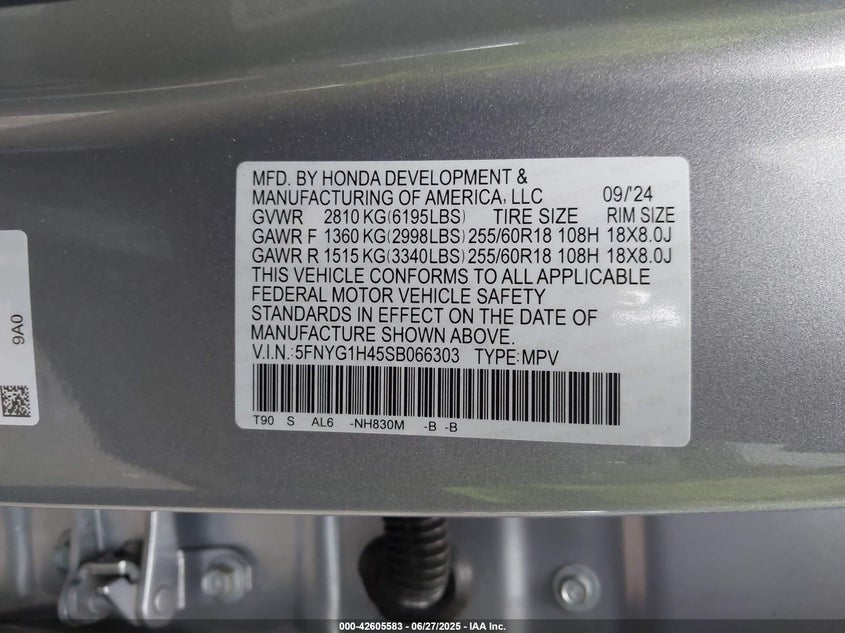 MFD. BY HONDA DEVELOPMENT &
MANUFACTURING OF AMERICA, LLC 09/'24
GVWR 2810 KG(6195LBS) TIRE SIZE RIM SIZE
GAWR F 1360 KG(2998LBS) 255/60R18 108H 18X8.0J
GAWR R 1515 KG(3340LBS) 255/60R18 108H 18X8.0J
THIS VEHICLE CONFORMS TO ALL APPLICABLE
FEDERAL MOTOR VEHICLE SAFETY
STANDARDS IN EFFECT ON THE DATE OF
MANUFACTURE SHOWN ABOVE.
V.I.N.:5FNYG1H45SB066303 TYPE:MPV
T90 S AL6 -NH830M -B -B
9A0
000-42605583 - 06/27/2025 - IAA Inc.